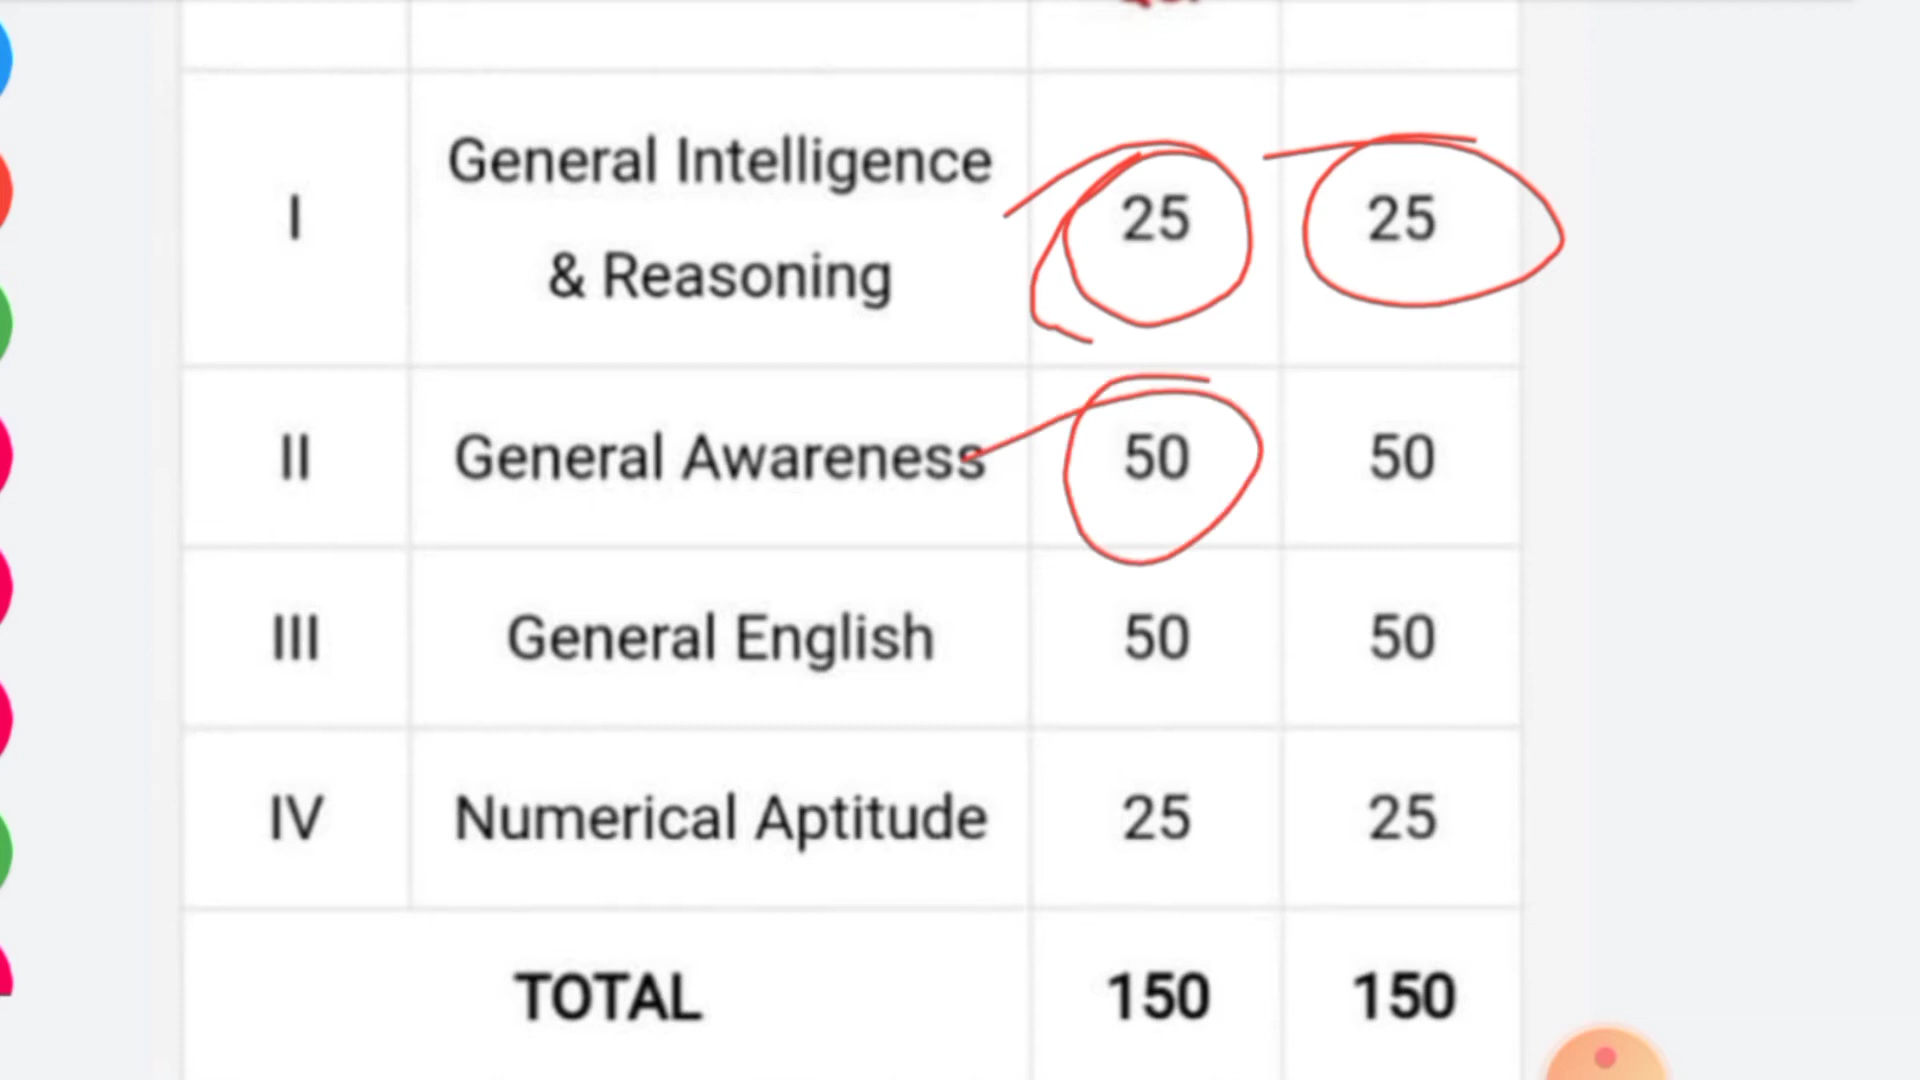 I General Intelligence & Reasoning 25 25
II General Awareness 50 50
III General English 50 50
IV Numerical Aptitude 25 25
TOTAL 150 150